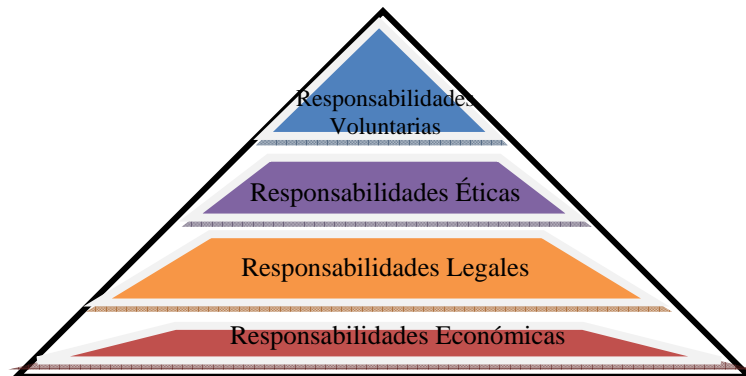 Responsabilidades
Voluntarias
Responsabilidades Éticas
Responsabilidades Legales
Responsabilidades Económicas